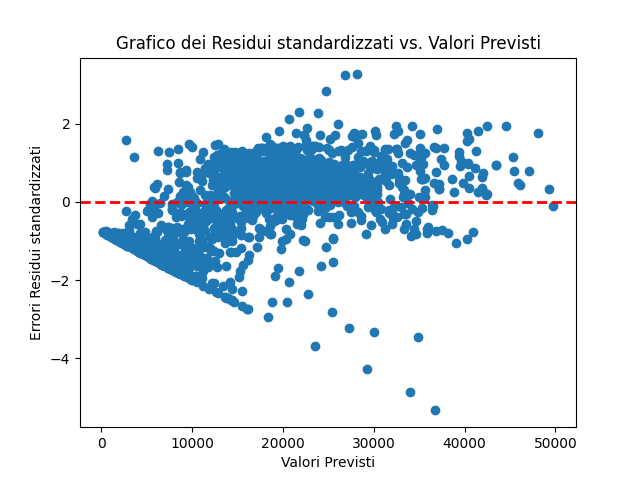 Grafico dei Residui standardizzati vs. Valori Previsti
Errori Residui standardizzati
2
0
−2
−4
0 10000 20000 30000 40000 50000
Valori Previsti